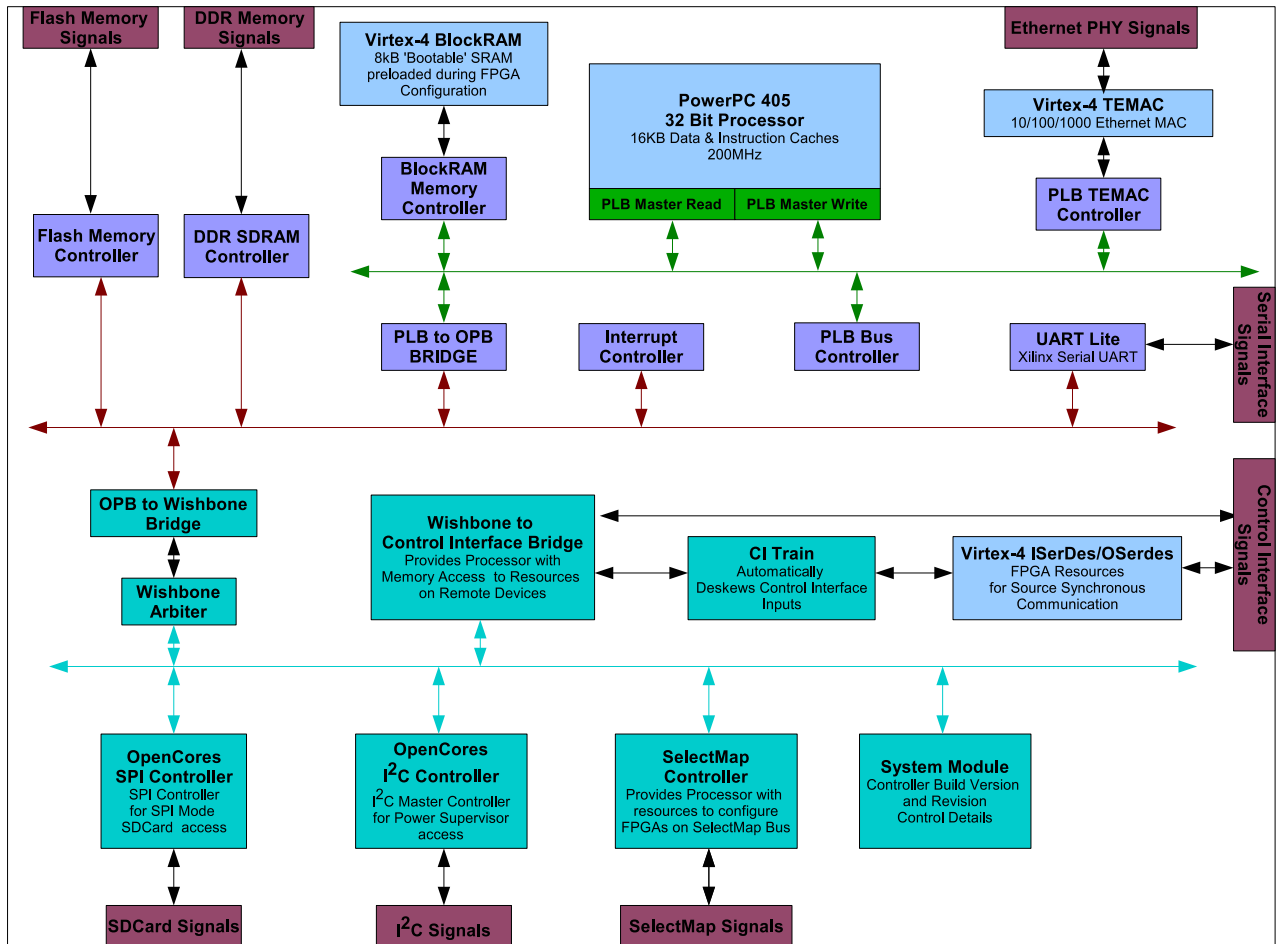 Flash Memory
Signals
DDR Memory
Signals
Virtex-4 BlockRAM
8kB 'Bootable' SRAM
preloaded during FPGA
Configuration
PowerPC 405
32 Bit Processor
16KB Data & Instruction Caches
200MHz
PLB Master Read
PLB Master Write
Ethernet PHY Signals
Virtex-4 TEMAC
10/100/1000 Ethernet MAC
PLB TEMAC
Controller
BlockRAM
Memory
Controller
Flash Memory
Controller
DDR SDRAM
Controller
PLB to OPB
BRIDGE
Interrupt
Controller
PLB Bus
Controller
UART Lite
Xilinx Serial UART
Serial Interface
Signals
OPB to Wishbone
Bridge
Wishbone
Arbiter
Wishbone to
Control Interface Bridge
Provides Processor with
Memory Access to Resources
on Remote Devices
CI Train
Automatically
Deskews Control Interface
Inputs
Virtex-4 ISerDes/OSerdes
FPGA Resources
for Source Synchronous
Communication
Control Interface
Signals
OpenCores
SPI Controller
SPI Controller
for SPI Mode
SDCard access
OpenCores
I²C Controller
I²C Master Controller
for Power Supervisor
access
SelectMap
Controller
Provides Processor with
resources to configure
FPGAs on SelectMap Bus
System Module
Controller Build Version
and Revision
Control Details
SDCard Signals
I²C Signals
SelectMap Signals